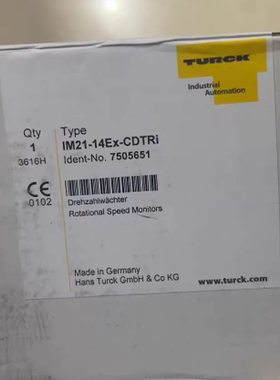 TURCK
Industrial
Automation
Qty
1
3616H
Type
IM21-14Ex-CDTRi
Ident-No. 7505651
CE
0102
Drehzahlwächter
Rotational Speed Monitors
Made in Germany
Hans Turck GmbH & Co KG
www.turck.com